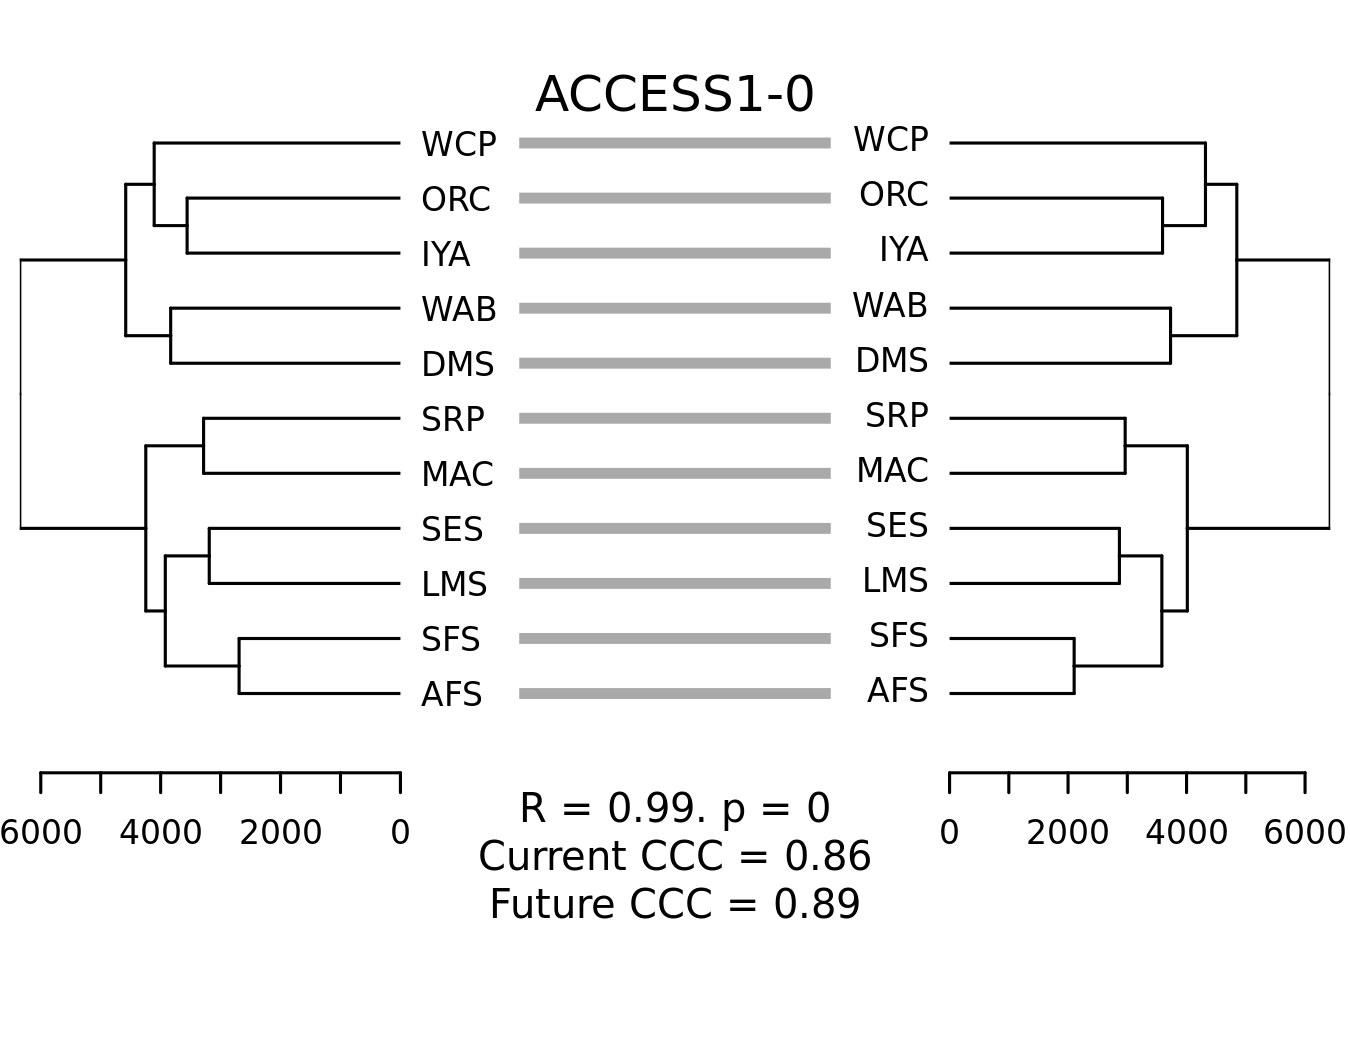 ACCESS1-0
WCP WCP
ORC ORC
IYA IYA
WAB WAB
DMS DMS
SRP SRP
MAC MAC
SES SES
LMS LMS
SFS SFS
AFS AFS
6000 4000 2000 0 0 2000 4000 6000
R = 0.99. p = 0
Current CCC = 0.86
Future CCC = 0.89